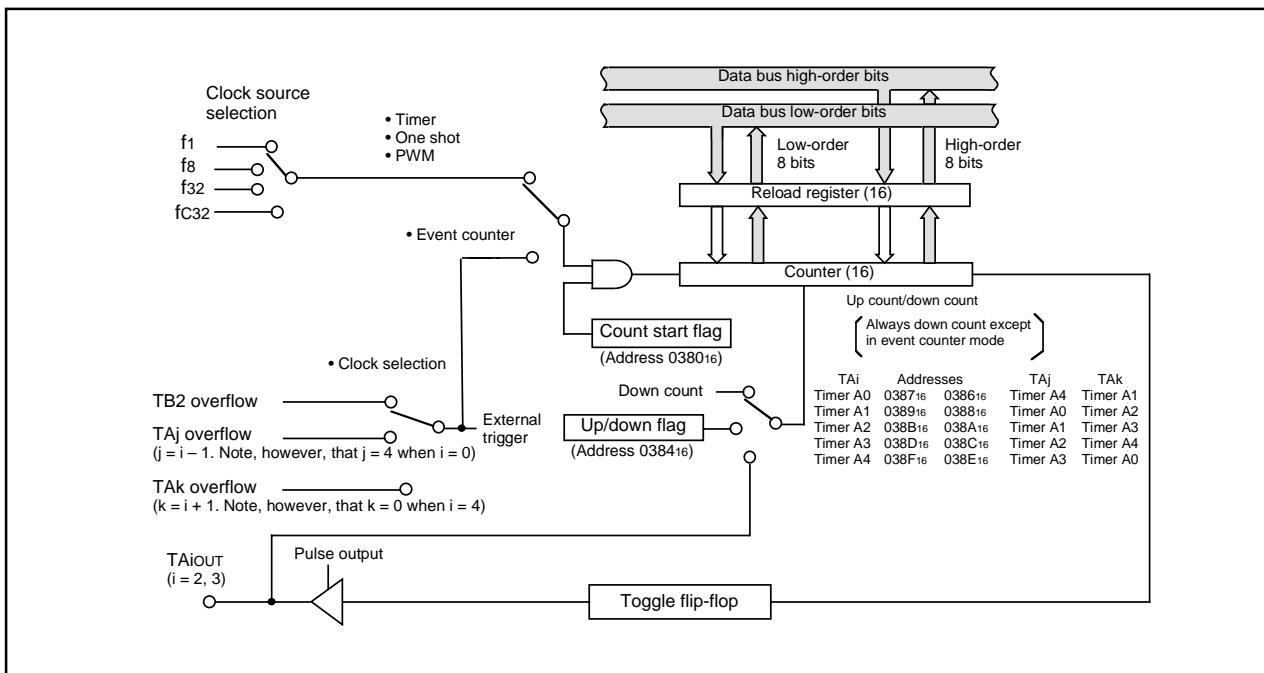 Data bus high-order bits
Data bus low-order bits
Clock source
selection
• Timer
• One shot
• PWM
f1
f8
f32
fC32
Low-order
8 bits
High-order
8 bits
Reload register (16)
• Event counter
Counter (16)
Up count/down count
Always down count except
in event counter mode
Count start flag
(Address 038016)
• Clock selection
TB2 overflow
TAj overflow
(j = i – 1. Note, however, that j = 4 when i = 0)
External
trigger
TAk overflow
(k = i + 1. Note, however, that k = 0 when i = 4)
Down count
Up/down flag
(Address 038416)
TAi Addresses TAj TAk
Timer A0 038716 038616 Timer A4 Timer A1
Timer A1 038916 038816 Timer A0 Timer A2
Timer A2 038B16 038A16 Timer A1 Timer A3
Timer A3 038D16 038C16 Timer A2 Timer A4
Timer A4 038F16 038E16 Timer A3 Timer A0
TAiOUT
(i = 2, 3)
Pulse output
Toggle flip-flop